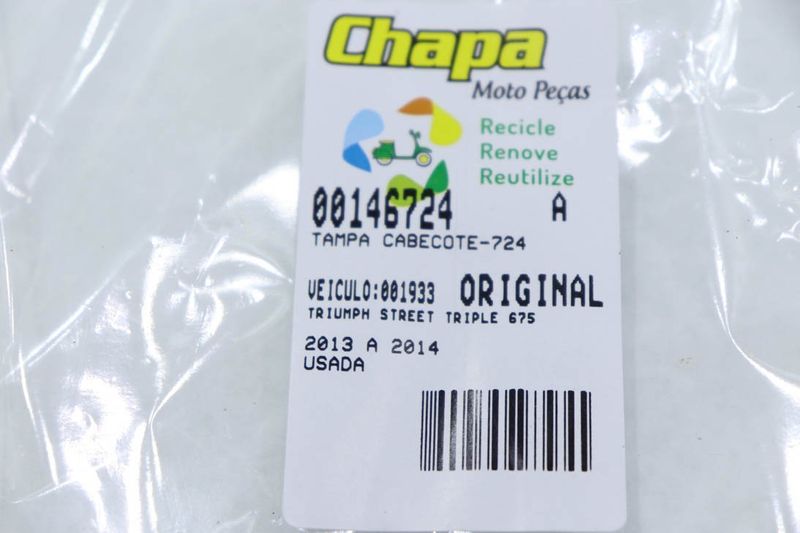 Chapa
Moto Peças
Recicle
Renove
Reutilize
00146724 A
TAMPA CABECOTE-724
VEICULO:001933 ORIGINAL
TRIUMPH STREET TRIPLE 675
2013 A 2014
USADA